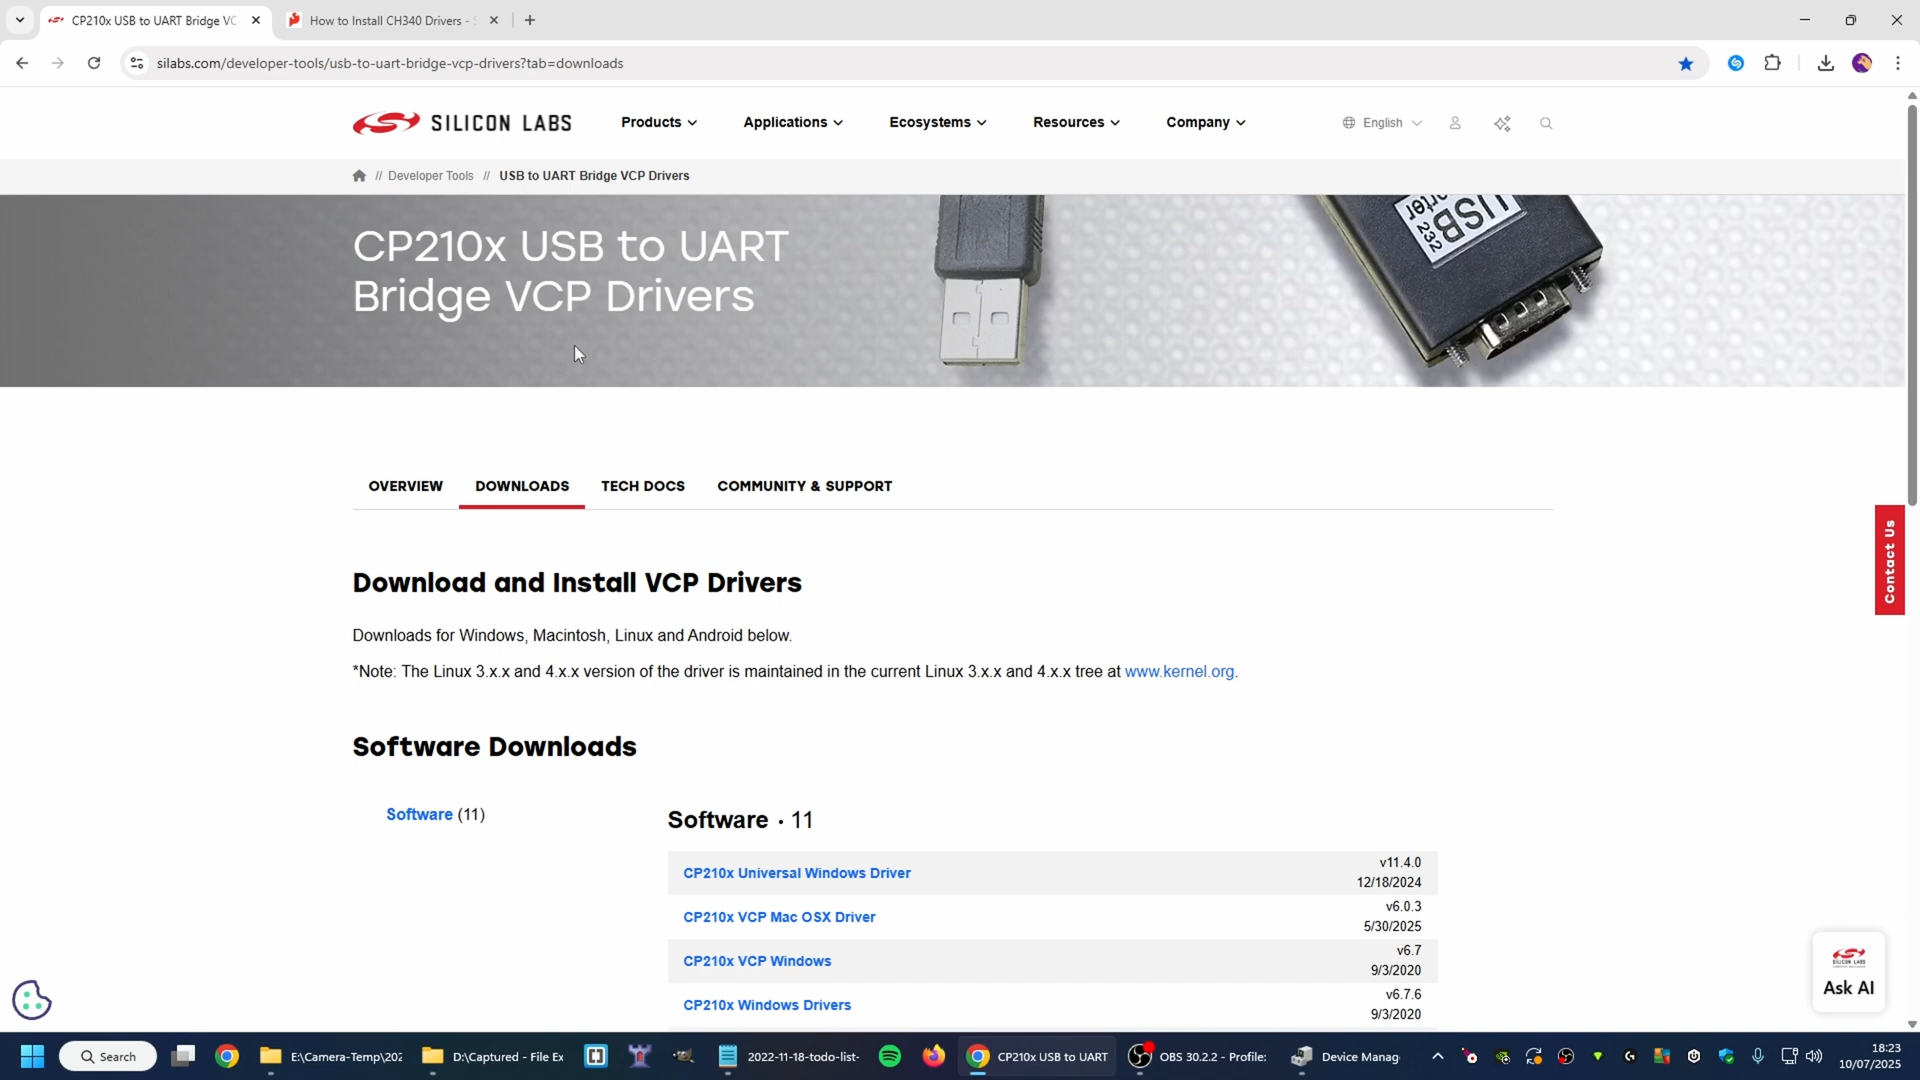 CP210x USB to UART Bridge VC
How to Install CH340 Drivers -
silabs.com/developer-tools/usb-to-uart-bridge-vcp-drivers?tab=downloads
SILICON LABS
Products
Applications
Ecosystems
Resources
Company
English
// Developer Tools // USB to UART Bridge VCP Drivers
CP210x USB to UART
Bridge VCP Drivers
USB
232
OVERVIEW
DOWNLOADS
TECH DOCS
COMMUNITY & SUPPORT
Contact Us
Download and Install VCP Drivers
Downloads for Windows, Macintosh, Linux and Android below.
*Note: The Linux 3.x.x and 4.x.x version of the driver is maintained in the current Linux 3.x.x and 4.x.x tree at www.kernel.org.
Software Downloads
Software (11)
Software • 11
CP210x Universal Windows Driver
v11.4.0
12/18/2024
CP210x VCP Mac OSX Driver
v6.0.3
5/30/2025
CP210x VCP Windows
v6.7
9/3/2020
CP210x Windows Drivers
v6.7.6
9/3/2020
SILICON LABS
Ask AI
Search
E:\Camera-Temp\202
D:\Captured - File Ex
2022-11-18-todo-list-
CP210x USB to UART
OBS 30.2.2 - Profile:
Device Manag
18:23
10/07/2025